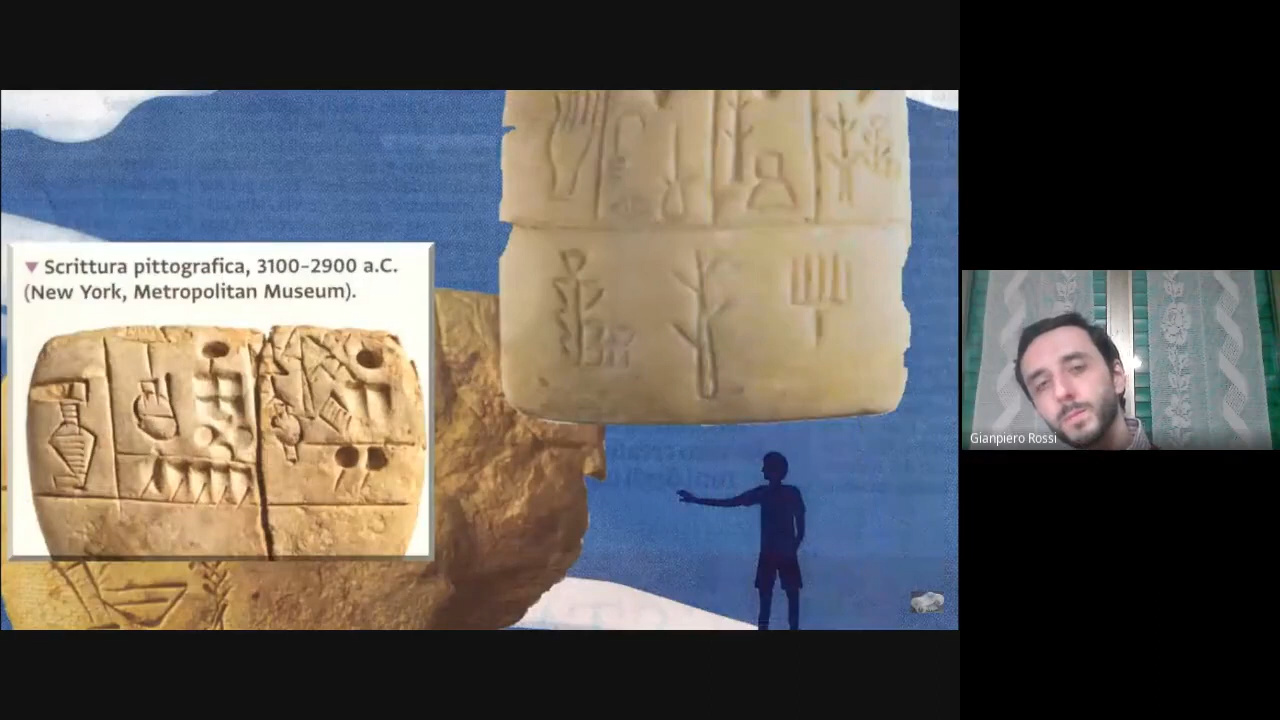 ▼ Scrittura pittografica, 3100–2900 a.C.
(New York, Metropolitan Museum).
Gianpiero Rossi